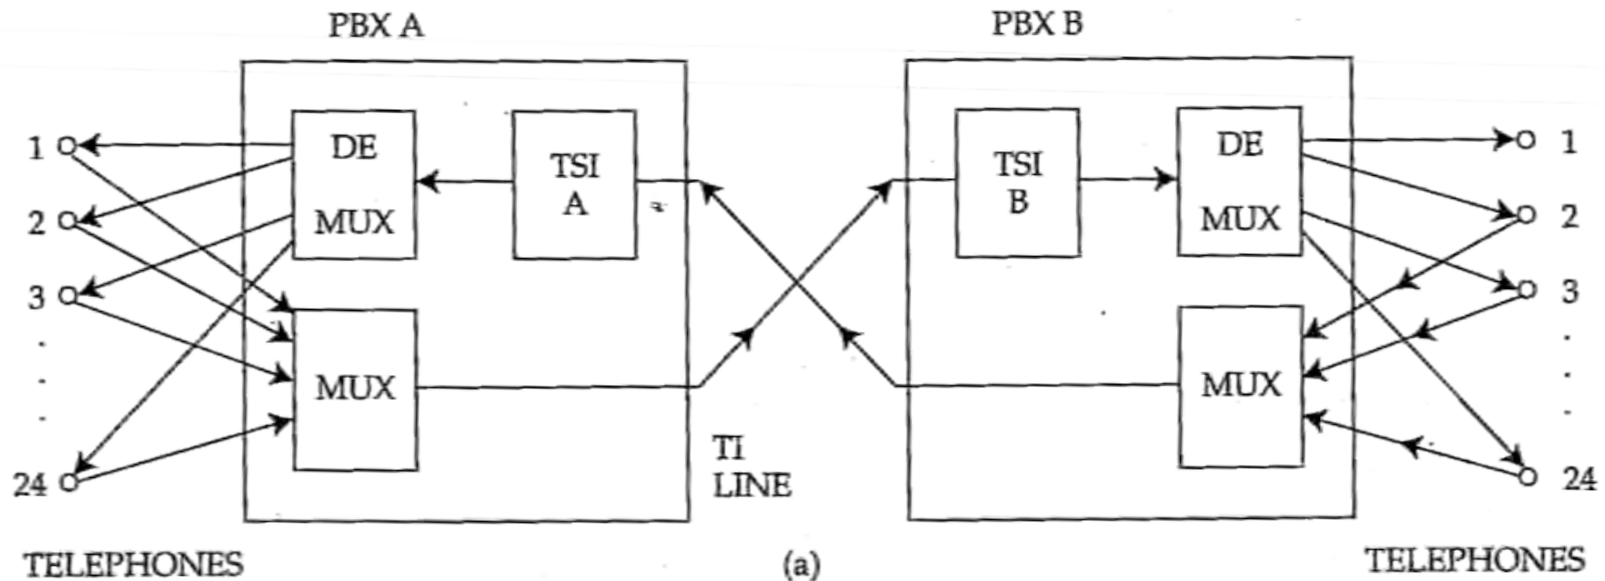 PBX A
PBX B
1
2
3
.
.
.
24
DE
MUX
TSI
A
MUX
TI
LINE
TSI
B
DE
MUX
MUX
1
2
3
.
.
.
24
TELEPHONES
(a)
TELEPHONES